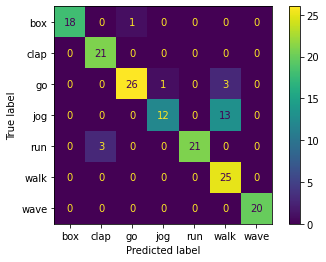 box 18 0 1 0 0 0 0
clap 0 21 0 0 0 0 0
go 0 0 26 1 0 3 0
jog 0 0 0 12 0 13 0
run 0 3 0 0 21 0 0
walk 0 0 0 0 0 25 0
wave 0 0 0 0 0 0 20
box clap go jog run walk wave
Predicted label
True label
25
20
15
10
5
0